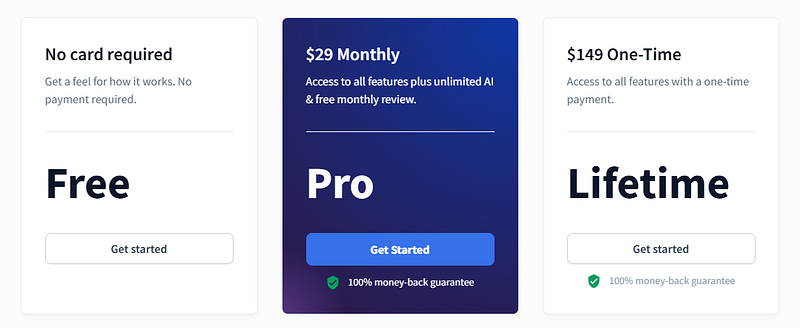 No card required
Get a feel for how it works. No
payment required.
Free
Get started
$29 Monthly
Access to all features plus unlimited AI
& free monthly review.
Pro
Get Started
100% money-back guarantee
$149 One-Time
Access to all features with a one-time
payment.
Lifetime
Get started
100% money-back guarantee